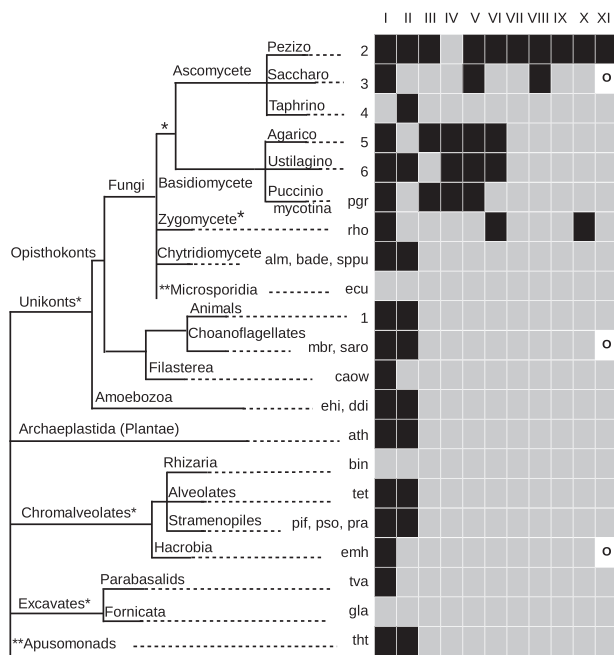 I II III IV V VI VII VIII IX X XI
Pezizo 2
Ascomycete
Saccharo 3 O
Taphrino 4
*
Agarico 5
Ustilagino 6
Fungi Basidiomycete
Puccinio pgr
mycotina
Zygomycete* rho
Opisthokonts
Chytridiomycete alm, bade, sppu
**Microsporidia ecu
Unikonts*
Animals 1
Choanoflagellates
mbr, saro O
Filasterea caow
Amoebozoa ehi, ddi
Archaeplastida (Plantae) ath
Rhizaria bin
Alveolates tet
Chromalveolates*
Stramenopiles pif, pso, pra
Hacrobia emh O
Parabasalids tva
Excavates*
Fornicata gla
**Apusomonads tht